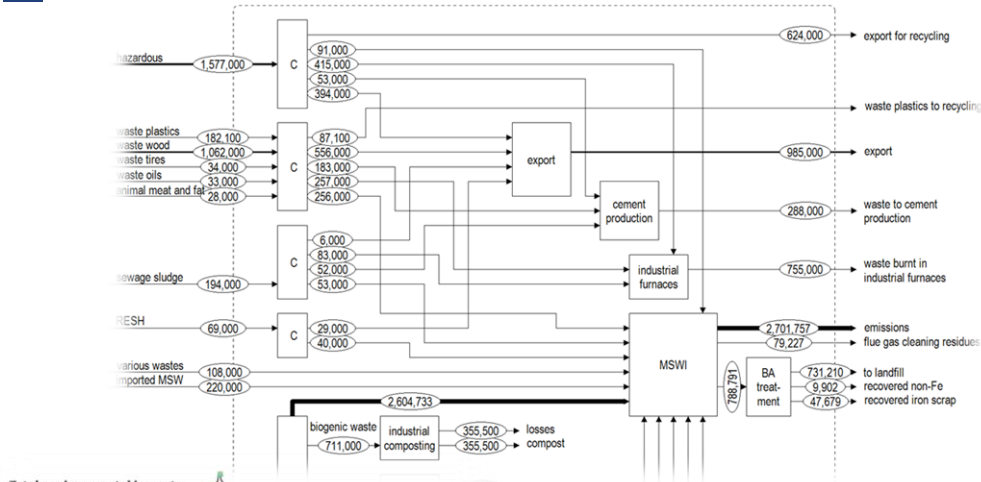 624,000 export for recycling
91,000
hazardous 415,000
1,577,000 C
53,000
394,000
waste plastics to recycling
waste plastics
182,100 87,100
waste wood
1,062,000 556,000 export 985,000 export
waste tires
34,000 C 183,000
waste oils
33,000 257,000
animal meat and fat
28,000 256,000
cement
production
288,000 waste to cement
production
6,000
83,000
C 52,000
sewage sludge
194,000 53,000
industrial
furnaces
755,000 waste burnt in
industrial furnaces
RESH
69,000 C 29,000
40,000
2,701,757 emissions
79,227 flue gas cleaning residues
various wastes
108,000
imported MSW
220,000
MSWI
788,791
BA
treat-
ment
731,210 to landfill
9,902 recovered non-Fe
47,679 recovered iron scrap
2,604,733
biogenic waste
711,000
industrial
composting
355,500 losses
355,500 compost